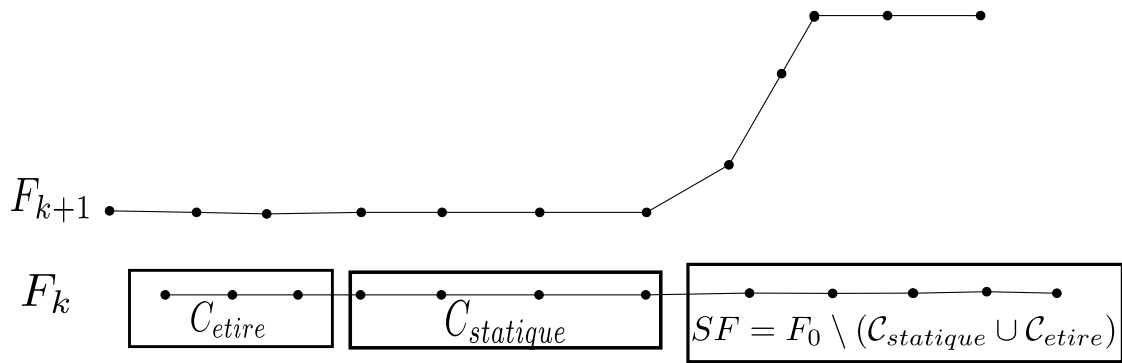 F_{k+1}
F_k
C_{etire}
C_{statique}
SF = F_0 \ (C_{statique} ∪ C_{etire})